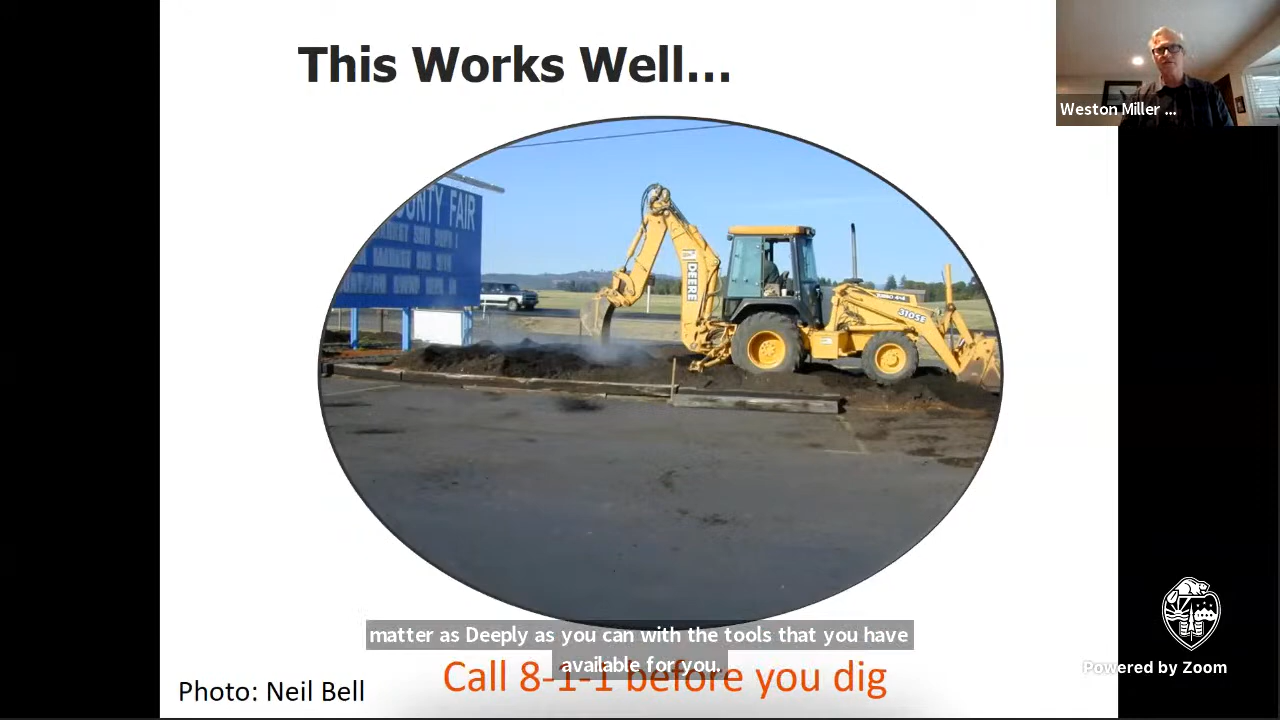 This Works Well...
Weston Miller ...
COUNTY FAIR
DEERE
310SE
matter as Deeply as you can with the tools that you have
available for you.
Call 8-1-1 before you dig
Photo: Neil Bell
Powered by Zoom